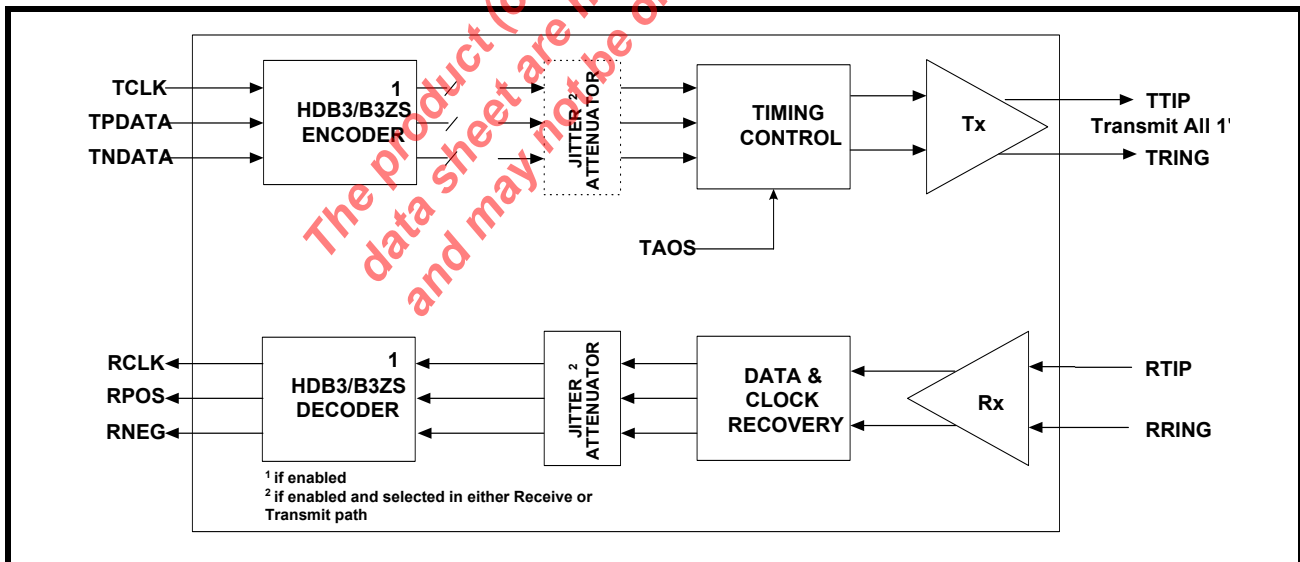 The product (o
data sheet are n
and may not be o
TCLK
TPDATA
TNDATA
1
HDB3/B3ZS
ENCODER
JITTER 2
ATTENUATOR
TIMING
CONTROL
Tx
TTIP
Transmit All 1'
TRING
TAOS
RCLK
RPOS
RNEG
1
HDB3/B3ZS
DECODER
JITTER 2
ATTENUATOR
DATA &
CLOCK
RECOVERY
Rx
RTIP
RRING
1 if enabled
2 if enabled and selected in either Receive or
Transmit path